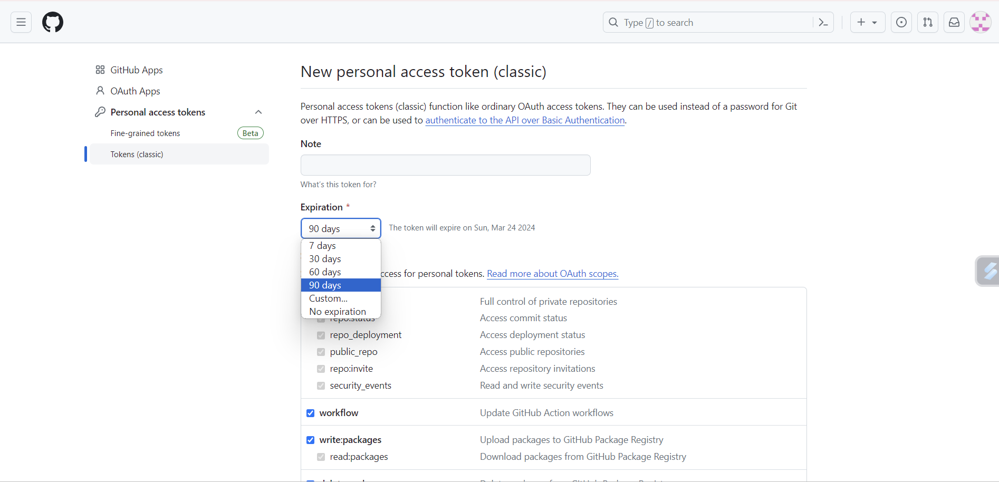 Type / to search
GitHub Apps
OAuth Apps
Personal access tokens
Fine-grained tokens Beta
Tokens (classic)
New personal access token (classic)
Personal access tokens (classic) function like ordinary OAuth access tokens. They can be used instead of a password for Git
over HTTPS, or can be used to authenticate to the API over Basic Authentication.
Note
What's this token for?
Expiration *
90 days The token will expire on Sun, Mar 24 2024
7 days
30 days
60 days
90 days
Custom...
No expiration
for personal tokens. Read more about OAuth scopes.
Full control of private repositories
repo:status Access commit status
repo_deployment Access deployment status
public_repo Access public repositories
repo:invite Access repository invitations
security_events Read and write security events
workflow Update GitHub Action workflows
write:packages Upload packages to GitHub Package Registry
read:packages Download packages from GitHub Package Registry